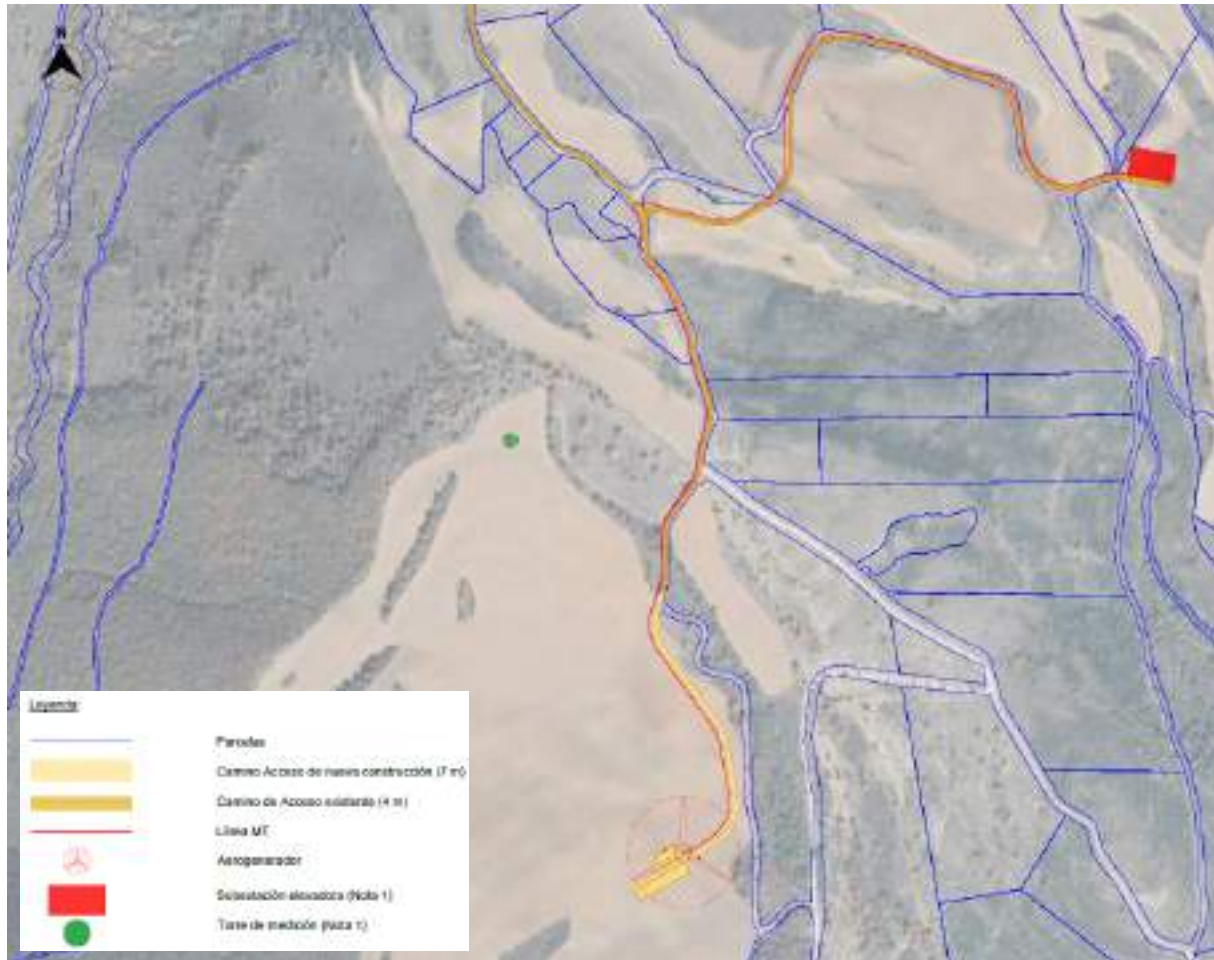 N
Leyenda:
Parcelas
Camino Acceso de nueva construcción (7 m)
Camino de Acceso existente (4 m)
Línea MT
Aerogenerador
Subestación elevadora (Nota 1)
Torre de medición (Nota 1)